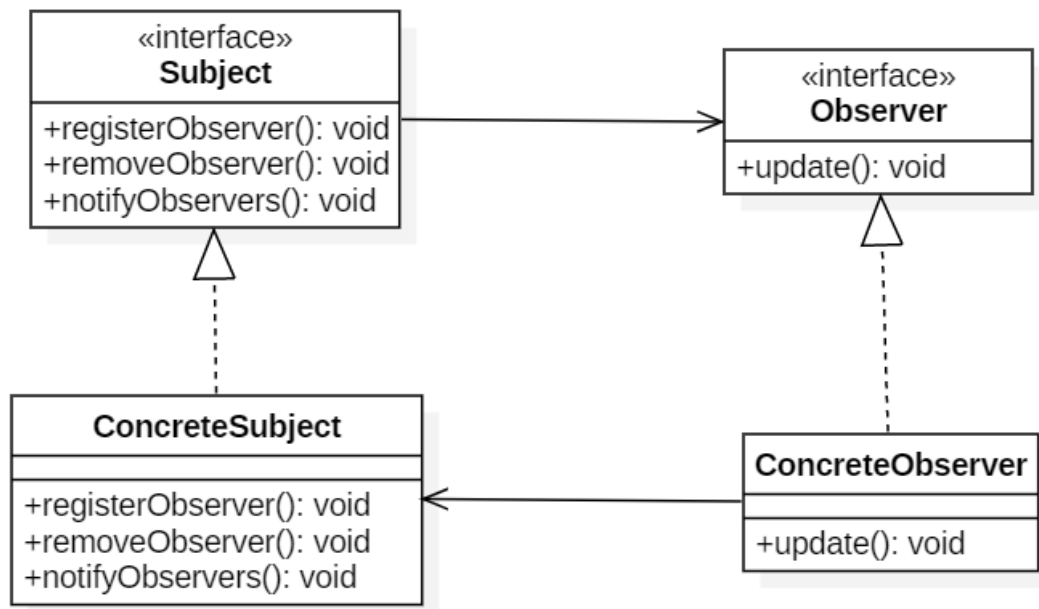 «interface»
Subject
+registerObserver(): void
+removeObserver(): void
+notifyObservers(): void
«interface»
Observer
+update(): void
ConcreteSubject
+registerObserver(): void
+removeObserver(): void
+notifyObservers(): void
ConcreteObserver
+update(): void